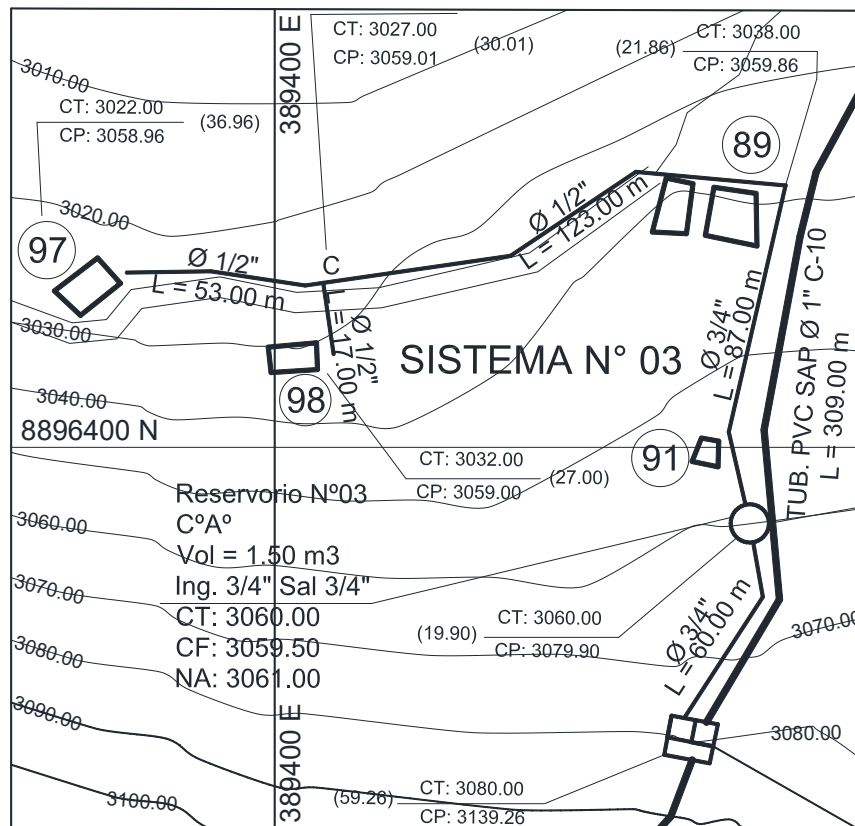 CT: 3027.00
CP: 3059.01
(30.01)
(21.86)
CT: 3038.00
CP: 3059.86
389400 E
3010.00
CT: 3022.00
CP: 3058.96
(36.96)
89
3020.00
97
Ø 1/2"
L = 53.00 m
C
Ø 1/2"
L = 123.00 m
Ø 1/2"
L = 17.00 m
3030.00
SISTEMA N° 03
Ø 3/4"
L = 87.00 m
TUB. PVC SAP Ø 1" C-10
L = 309.00 m
98
3040.00
8896400 N
91
CT: 3032.00
CP: 3059.00
(27.00)
Reservorio Nº03
CºAº
Vol = 1.50 m3
Ing. 3/4" Sal 3/4"
CT: 3060.00
CF: 3059.50
NA: 3061.00
3060.00
3070.00
3080.00
3090.00
3100.00
(19.90)
CT: 3060.00
CP: 3079.90
Ø 3/4"
L = 60.00 m
3070.00
3080.00
389400 E
(59.26)
CT: 3080.00
CP: 3139.26